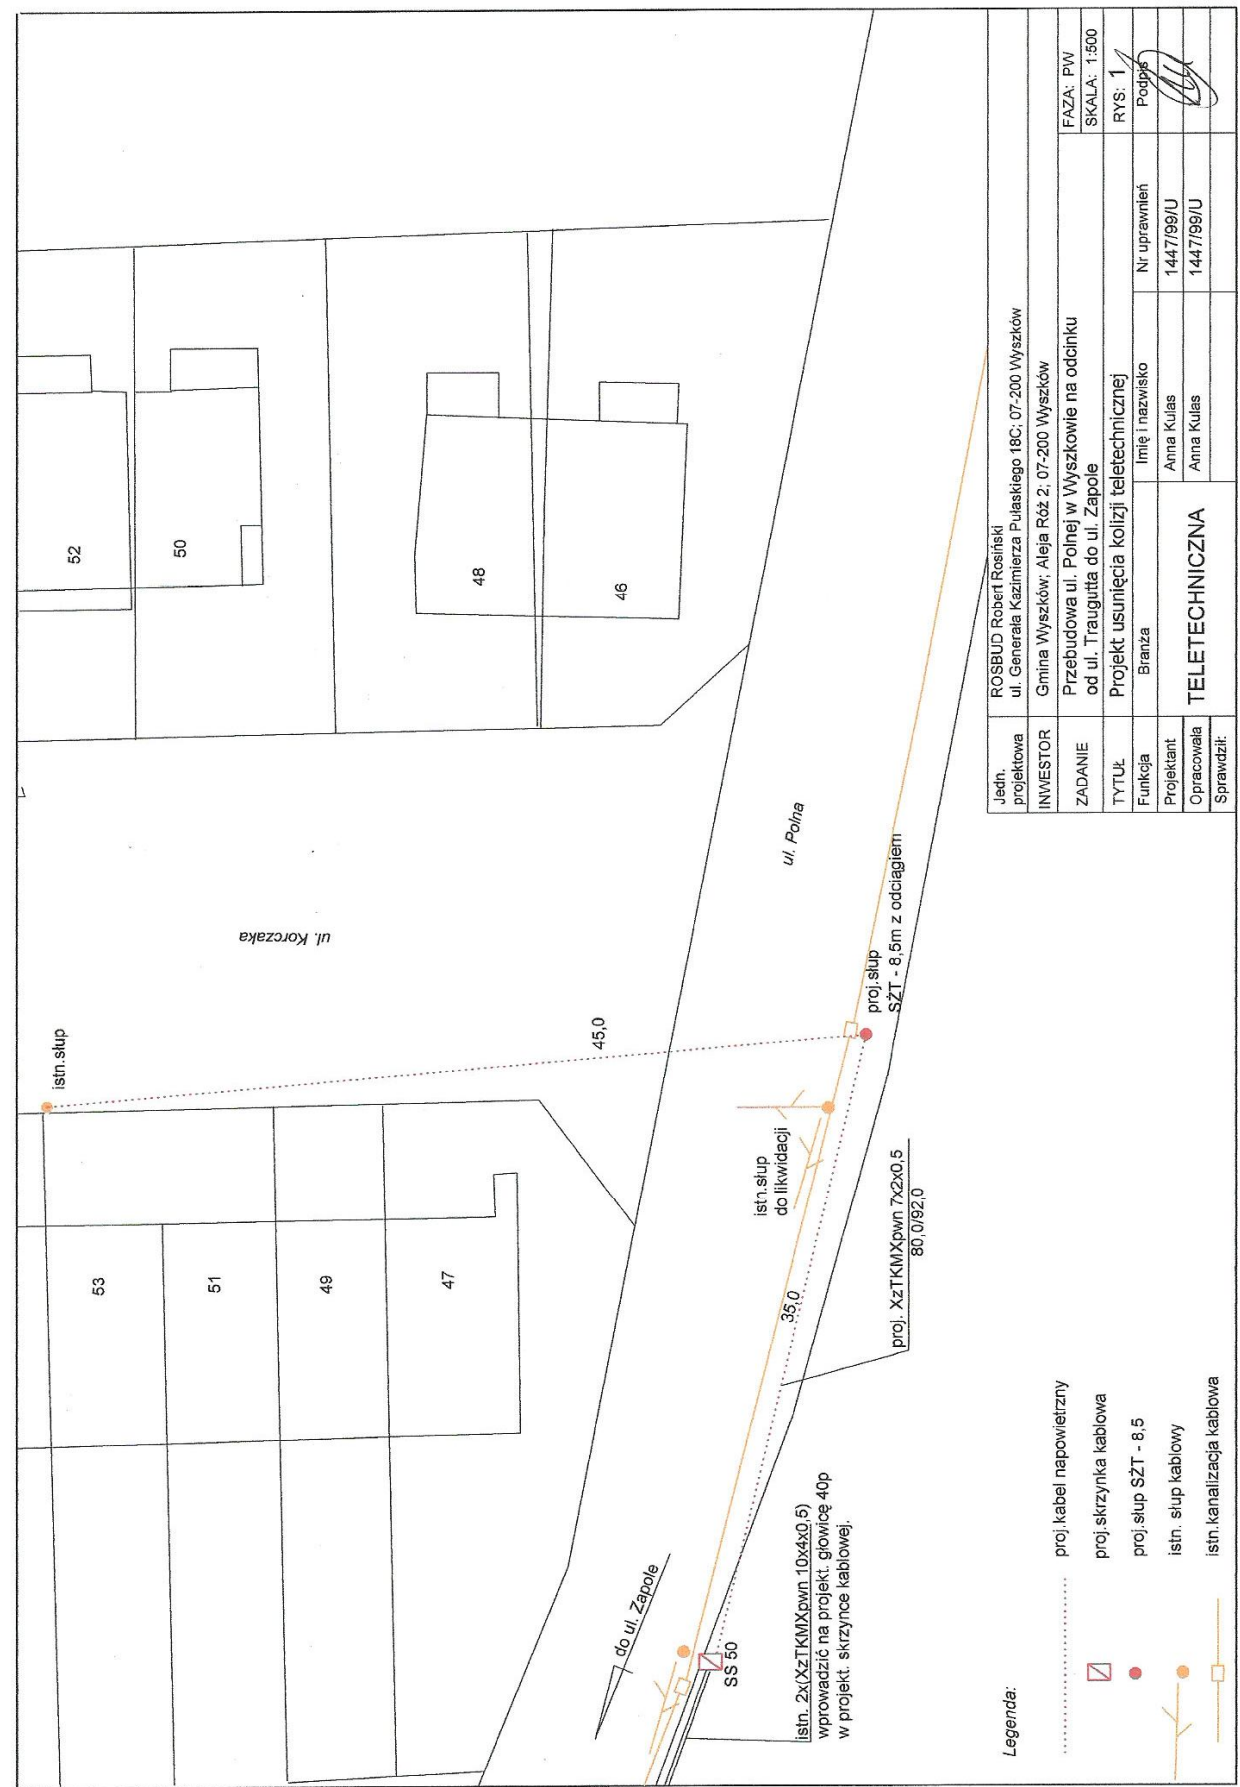 52
50
48
46
53
51
49
47
ul. Korczaka
istn.słup
45,0
ul. Polna
proj.słup
SŻT - 8,5m z odciągiem
istn.słup
do likwidacji
35,0
proj. XzTKMXpwn 7x2x0,5
80,0/92,0
do ul. Zapole
SS 50
istn. 2x(XzTKMXpwn 10x4x0,5)
wprowadzić na projekt. głowicę 40p
w projekt. skrzynce kablowej.
Legenda:
proj.kabel napowietrzny
proj.skrzynka kablowa
proj.słup SŻT - 8,5
istn. słup kablowy
istn.kanalizacja kablowa
Jedn.
projektowa
ROSBUD Robert Rosiński
ul. Generała Kazimierza Pułaskiego 18C; 07-200 Wyszków
INWESTOR Gmina Wyszków; Aleja Róż 2; 07-200 Wyszków
ZADANIE
Przebudowa ul. Polnej w Wyszkowie na odcinku
od ul. Traugutta do ul. Zapole
FAZA: PW
SKALA: 1:500
TYTUŁ Projekt usunięcia kolizji teletechnicznej RYS: 1
Funkcja Branża Imię i nazwisko Nr uprawnień Podpis
Projektant Anna Kulas 1447/99/U
TELETECHNICZNA
Opracowała Anna Kulas 1447/99/U
Sprawdził: